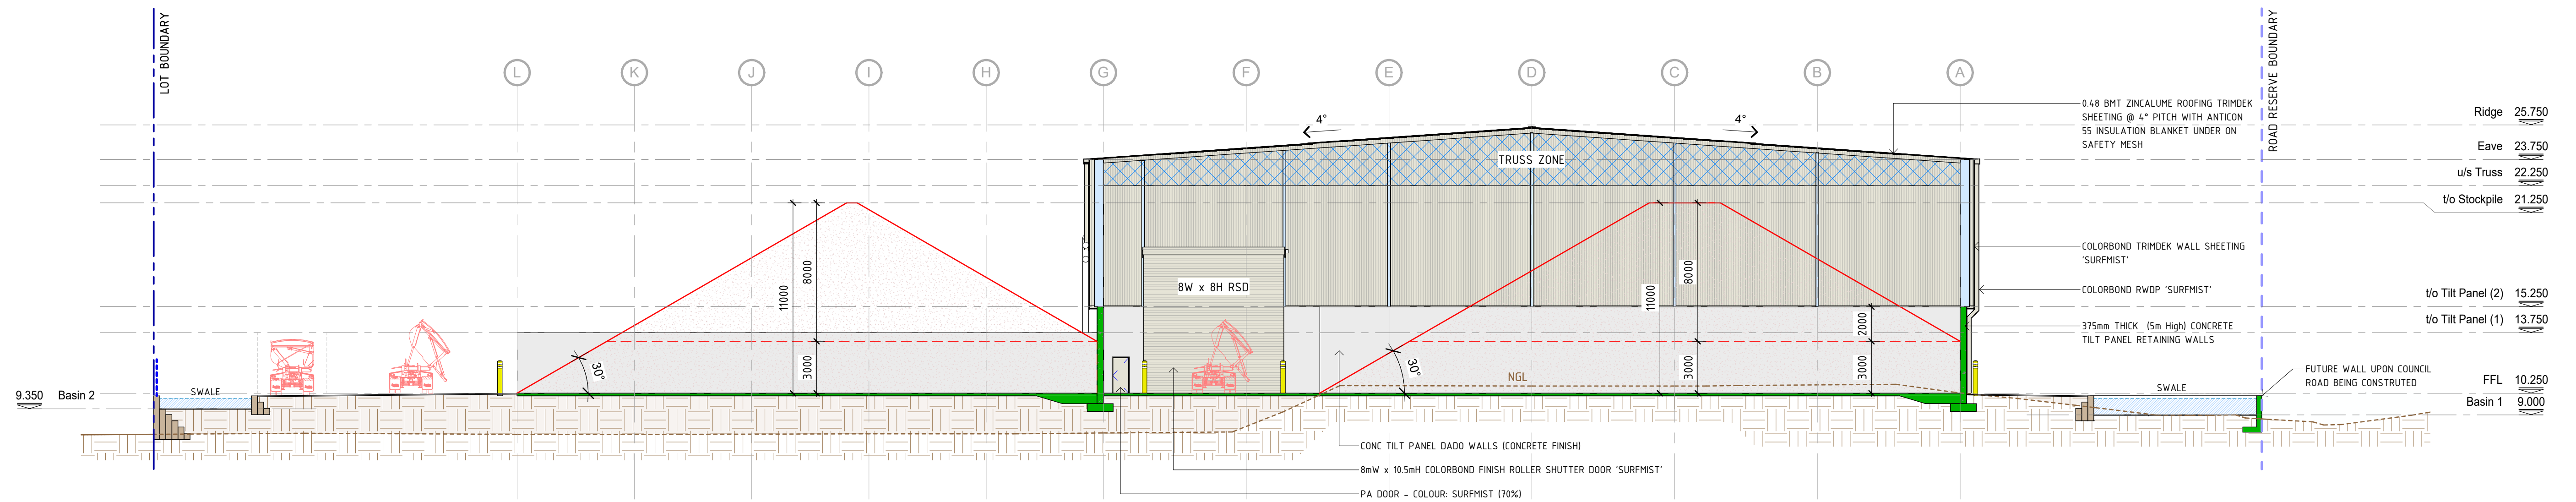 LOT BOUNDARY
L
K
J
I
H
G
F
E
D
C
B
A
ROAD RESERVE BOUNDARY
4°
4°
0.48 BMT ZINCALUME ROOFING TRIMDEK
SHEETING @ 4° PITCH WITH ANTICON
55 INSULATION BLANKET UNDER ON
SAFETY MESH
Ridge 25.750
Eave 23.750
u/s Truss 22.250
t/o Stockpile 21.250
TRUSS ZONE
COLORBOND TRIMDEK WALL SHEETING
'SURFMIST'
COLORBOND RWDP 'SURFMIST'
8W x 8H RSD
11000
8000
3000
30°
11000
8000
3000
30°
2000
3000
t/o Tilt Panel (2) 15.250
t/o Tilt Panel (1) 13.750
375mm THICK (5m High) CONCRETE
TILT PANEL RETAINING WALLS
FUTURE WALL UPON COUNCIL
ROAD BEING CONSTRUTED
NGL
SWALE
SWALE
FFL 10.250
Basin 1 9.000
9.350 Basin 2
CONC TILT PANEL DADO WALLS (CONCRETE FINISH)
8mW x 10.5mH COLORBOND FINISH ROLLER SHUTTER DOOR 'SURFMIST'
PA DOOR - COLOUR: SURFMIST (70%)